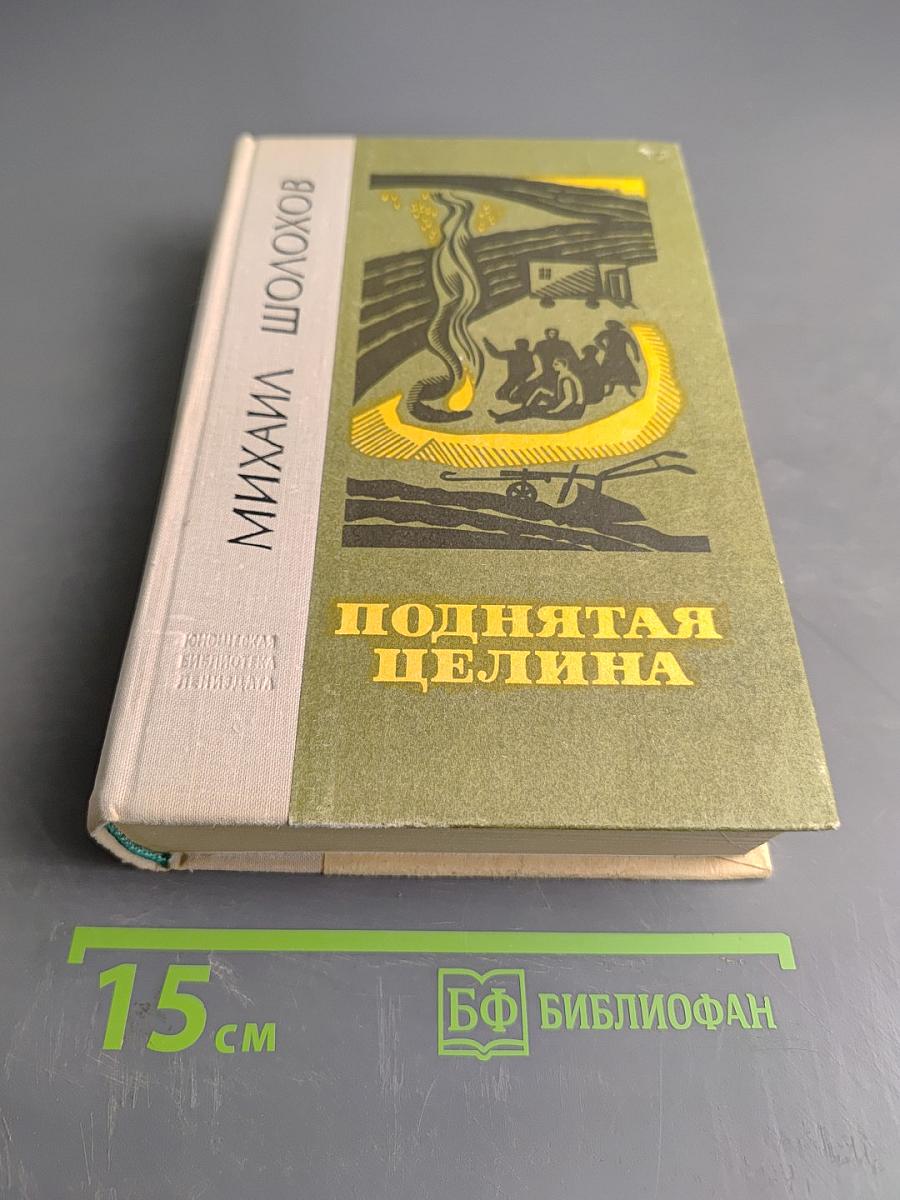 МИХАИЛ ШОЛОХОВ
ЮНОШЕСКАЯ
БИБЛИОТЕКА
ЛЕНИЗДАТА
ПОДНЯТАЯ
ЦЕЛИНА
15 см
БФ БИБЛИОФАН